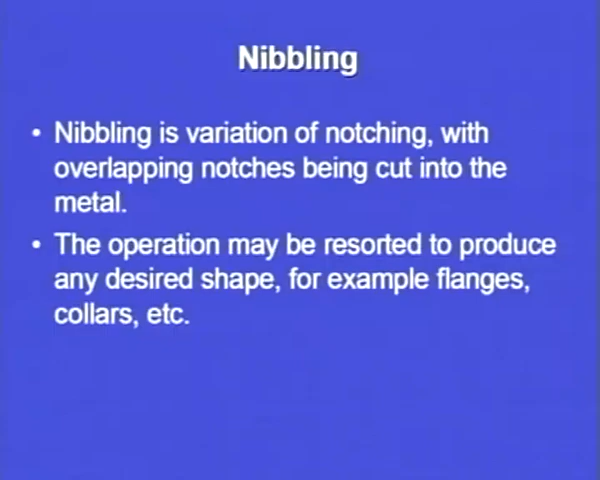 Nibbling
• Nibbling is variation of notching, with
overlapping notches being cut into the
metal.
• The operation may be resorted to produce
any desired shape, for example flanges,
collars, etc.